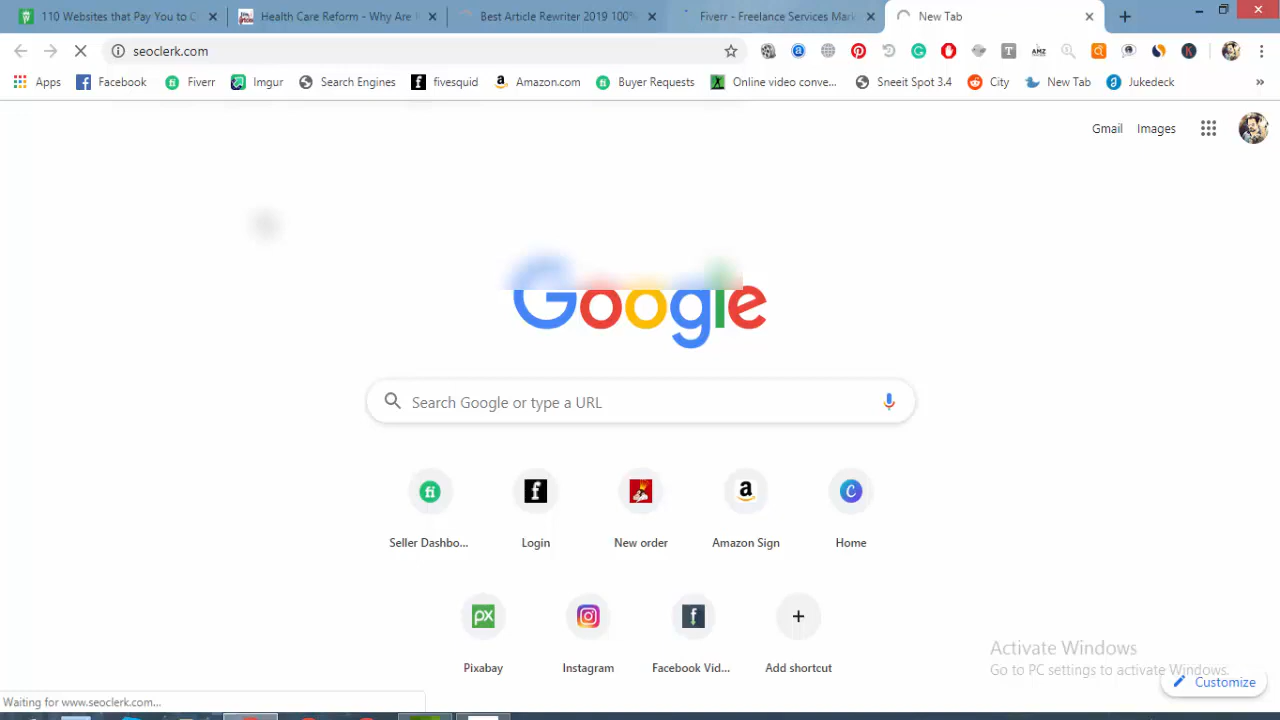 110 Websites that Pay You to C
Health Care Reform - Why Are
Best Article Rewriter 2019 100%
Fiverr - Freelance Services Mark
New Tab
seoclerk.com
Apps
Facebook
Fiverr
Imgur
Search Engines
fivesquid
Amazon.com
Buyer Requests
Online video conve...
Sneeit Spot 3.4
City
New Tab
Jukedeck
»
Gmail
Images
Google
Search Google or type a URL
Seller Dashbo...
Login
New order
Amazon Sign
Home
Pixabay
Instagram
Facebook Vid...
Add shortcut
Activate Windows
Go to PC settings to activate Windows.
Customize
Waiting for www.seoclerk.com...